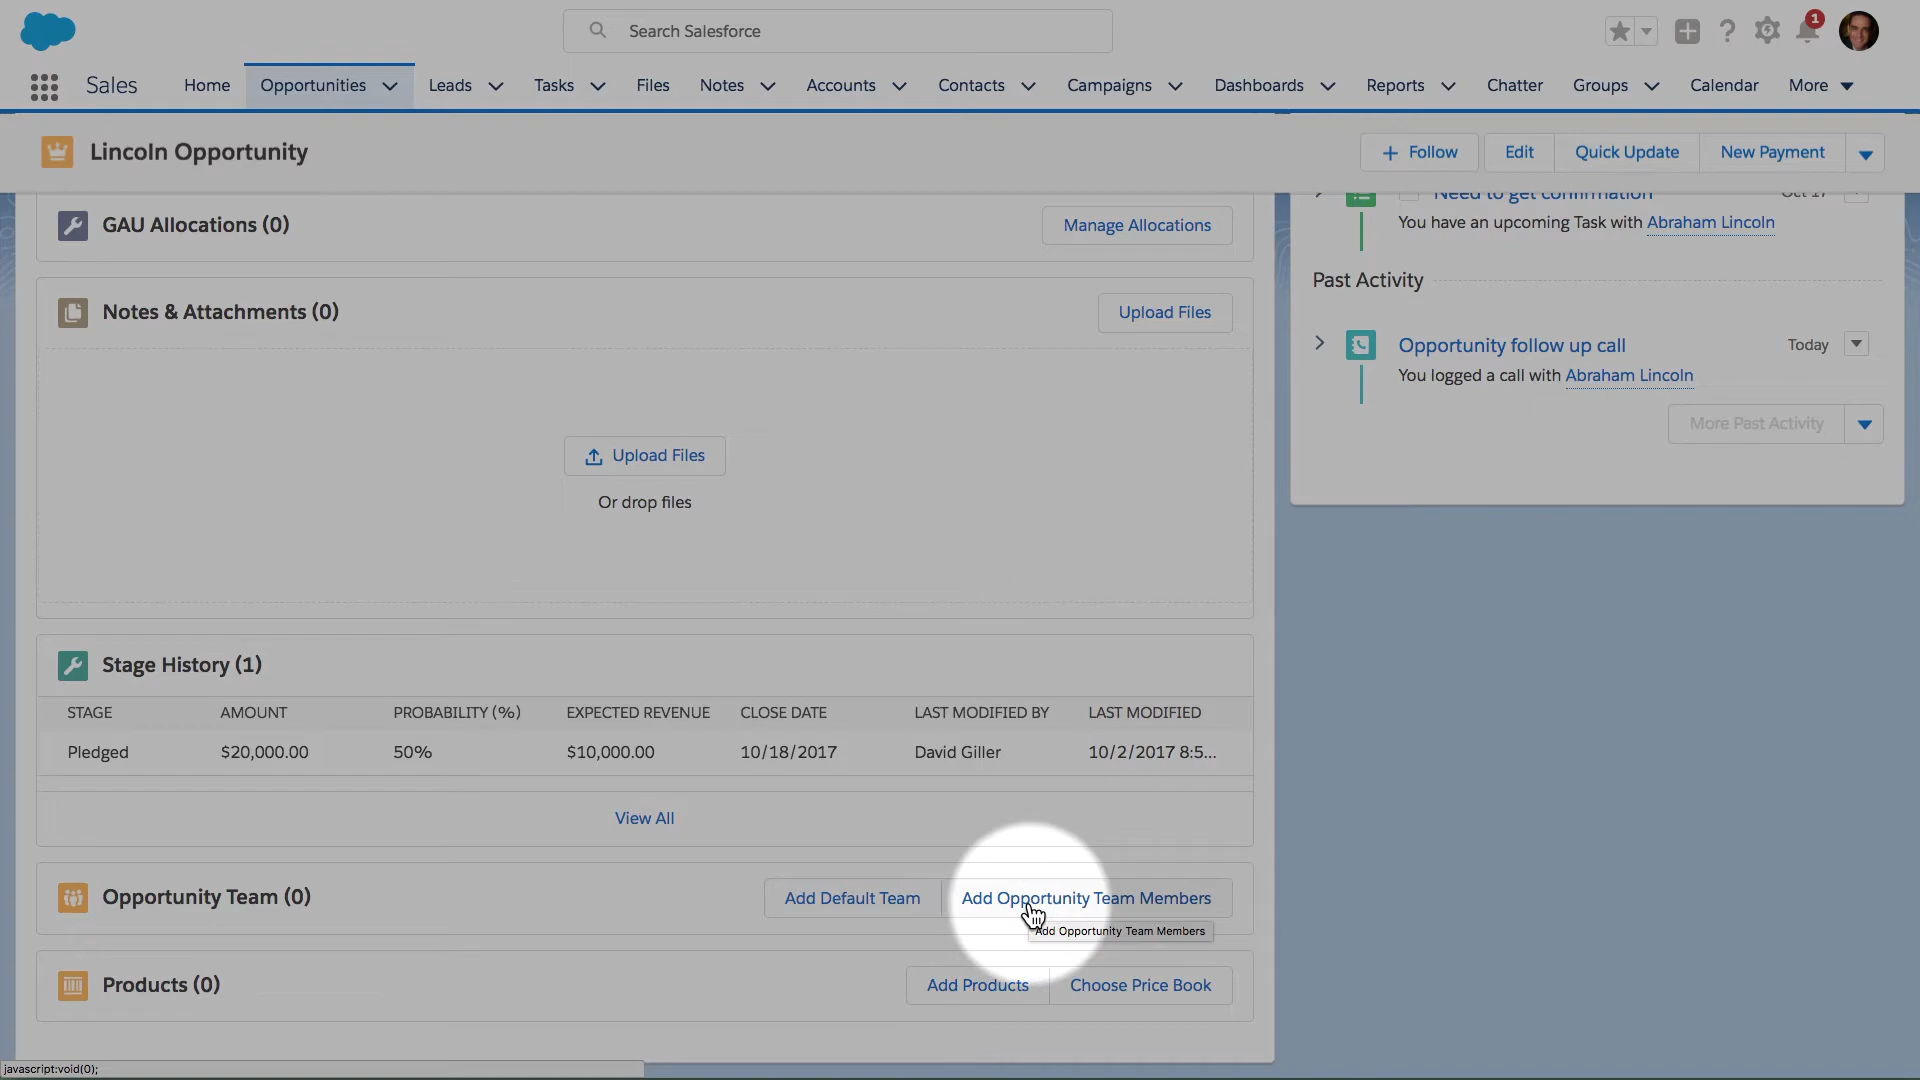 Search Salesforce
1
Sales
Home
Opportunities
Leads
Tasks
Files
Notes
Accounts
Contacts
Campaigns
Dashboards
Reports
Chatter
Groups
Calendar
More
Lincoln Opportunity
+ Follow
Edit
Quick Update
New Payment
GAU Allocations (0)
Manage Allocations
Notes & Attachments (0)
Upload Files
Upload Files
Or drop files
Stage History (1)
STAGE AMOUNT PROBABILITY (%) EXPECTED REVENUE CLOSE DATE LAST MODIFIED BY LAST MODIFIED
Pledged $20,000.00 50% $10,000.00 10/18/2017 David Giller 10/2/2017 8:5...
View All
Opportunity Team (0)
Add Default Team
Add Opportunity Team Members
Add Opportunity Team Members
Products (0)
Add Products
Choose Price Book
Need to get confirmation Oct 17
You have an upcoming Task with Abraham Lincoln
Past Activity
Opportunity follow up call Today
You logged a call with Abraham Lincoln
More Past Activity
javascript:void(0);